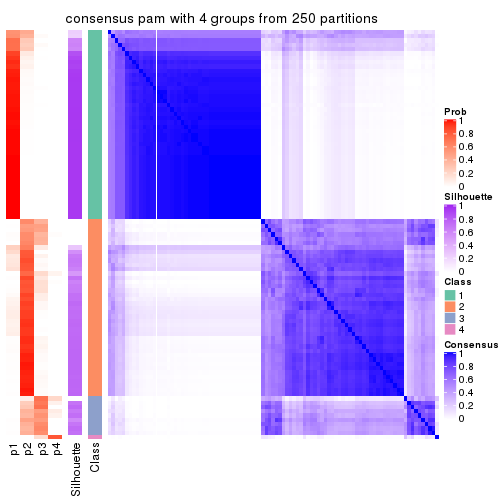 consensus pam with 4 groups from 250 partitions
Prob
1
0.8
0.6
0.4
0.2
0
Silhouette
1
0.8
0.6
0.4
0.2
0
Class
1
2
3
4
Consensus
1
0.8
0.6
0.4
0.2
0
p1
p2
p3
p4
Silhouette
Class